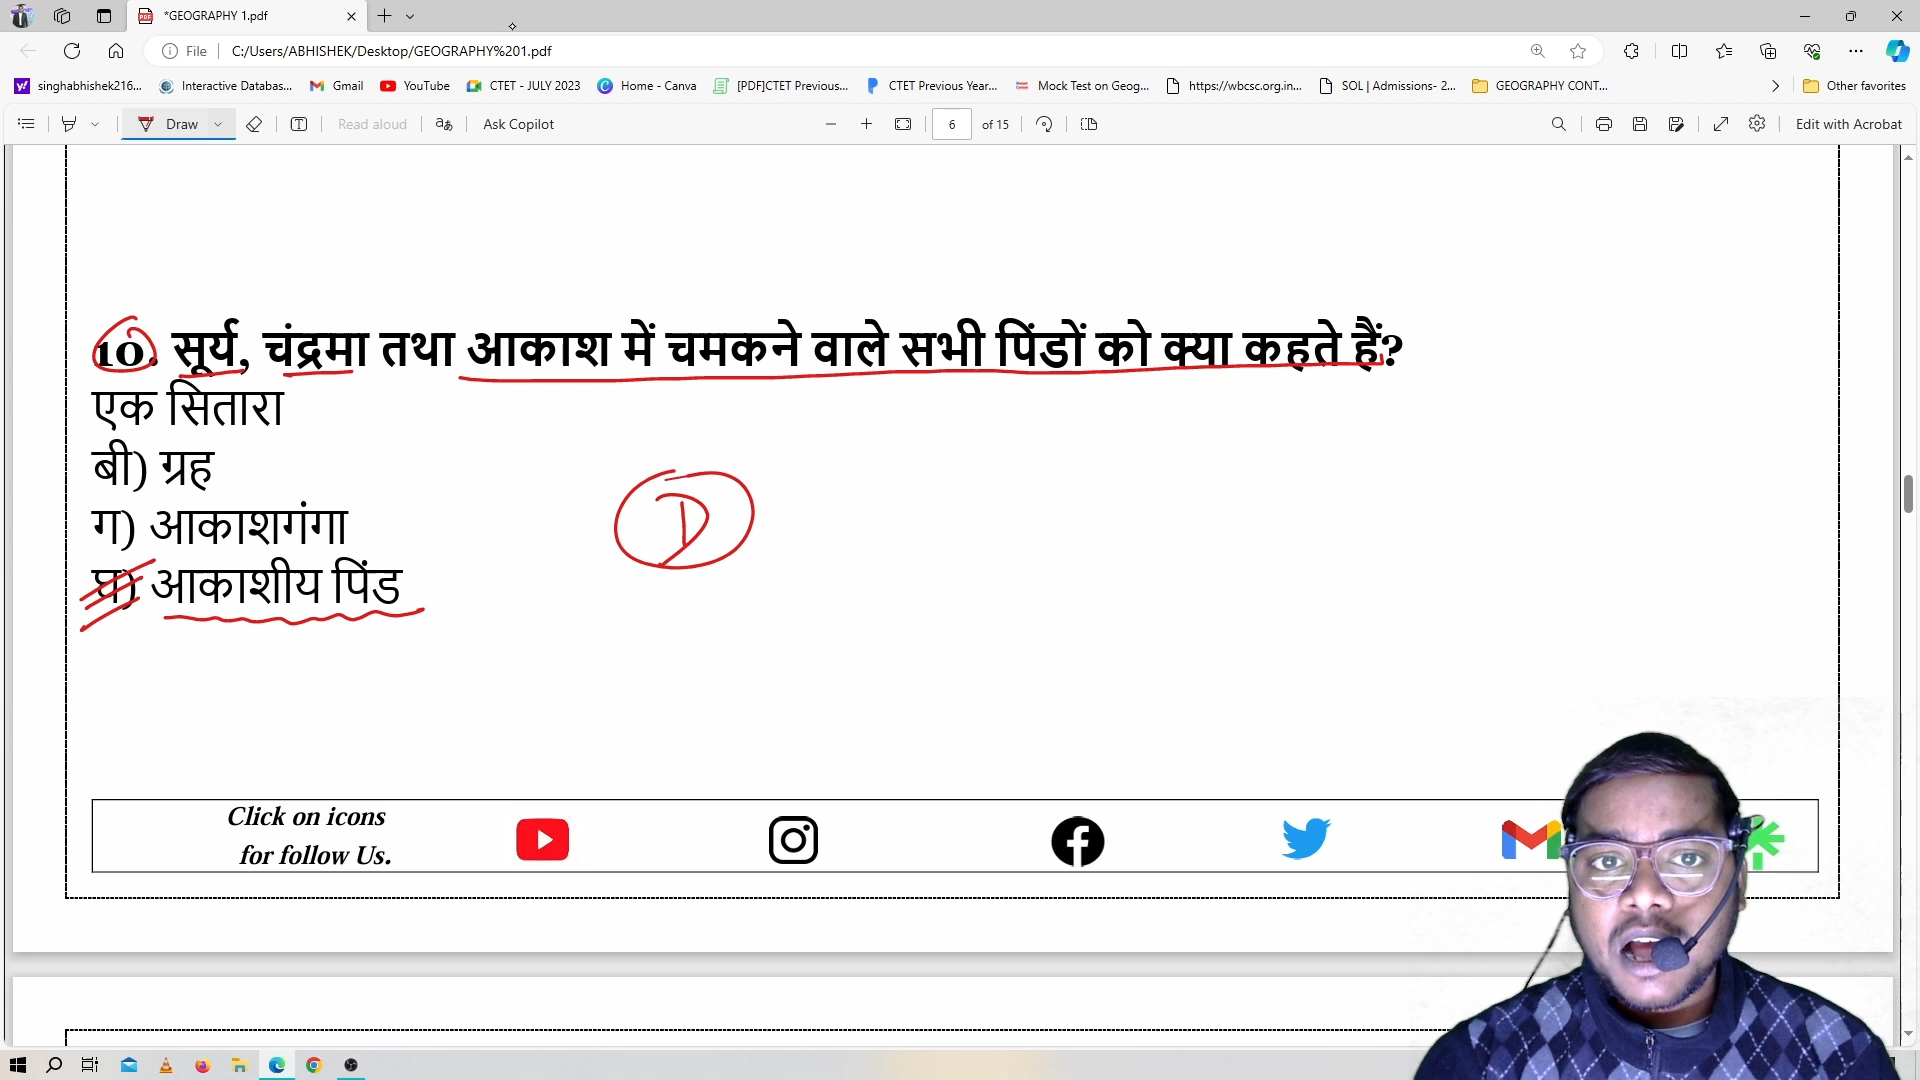 *GEOGRAPHY 1.pdf
File C:/Users/ABHISHEK/Desktop/GEOGRAPHY%201.pdf
singhabhishek216... Interactive Databas... Gmail YouTube CTET - JULY 2023 Home - Canva [PDF]CTET Previous... CTET Previous Year... Mock Test on Geog... https://wbcsc.org.in... SOL | Admissions- 2... GEOGRAPHY CONT... Other favorites
Draw Read aloud Ask Copilot 6 of 15 Edit with Acrobat
10. सूर्य, चंद्रमा तथा आकाश में चमकने वाले सभी पिंडों को क्या कहते हैं?
एक सितारा
बी) ग्रह
ग) आकाशगंगा
घ) आकाशीय पिंड
D
Click on icons
for follow Us.